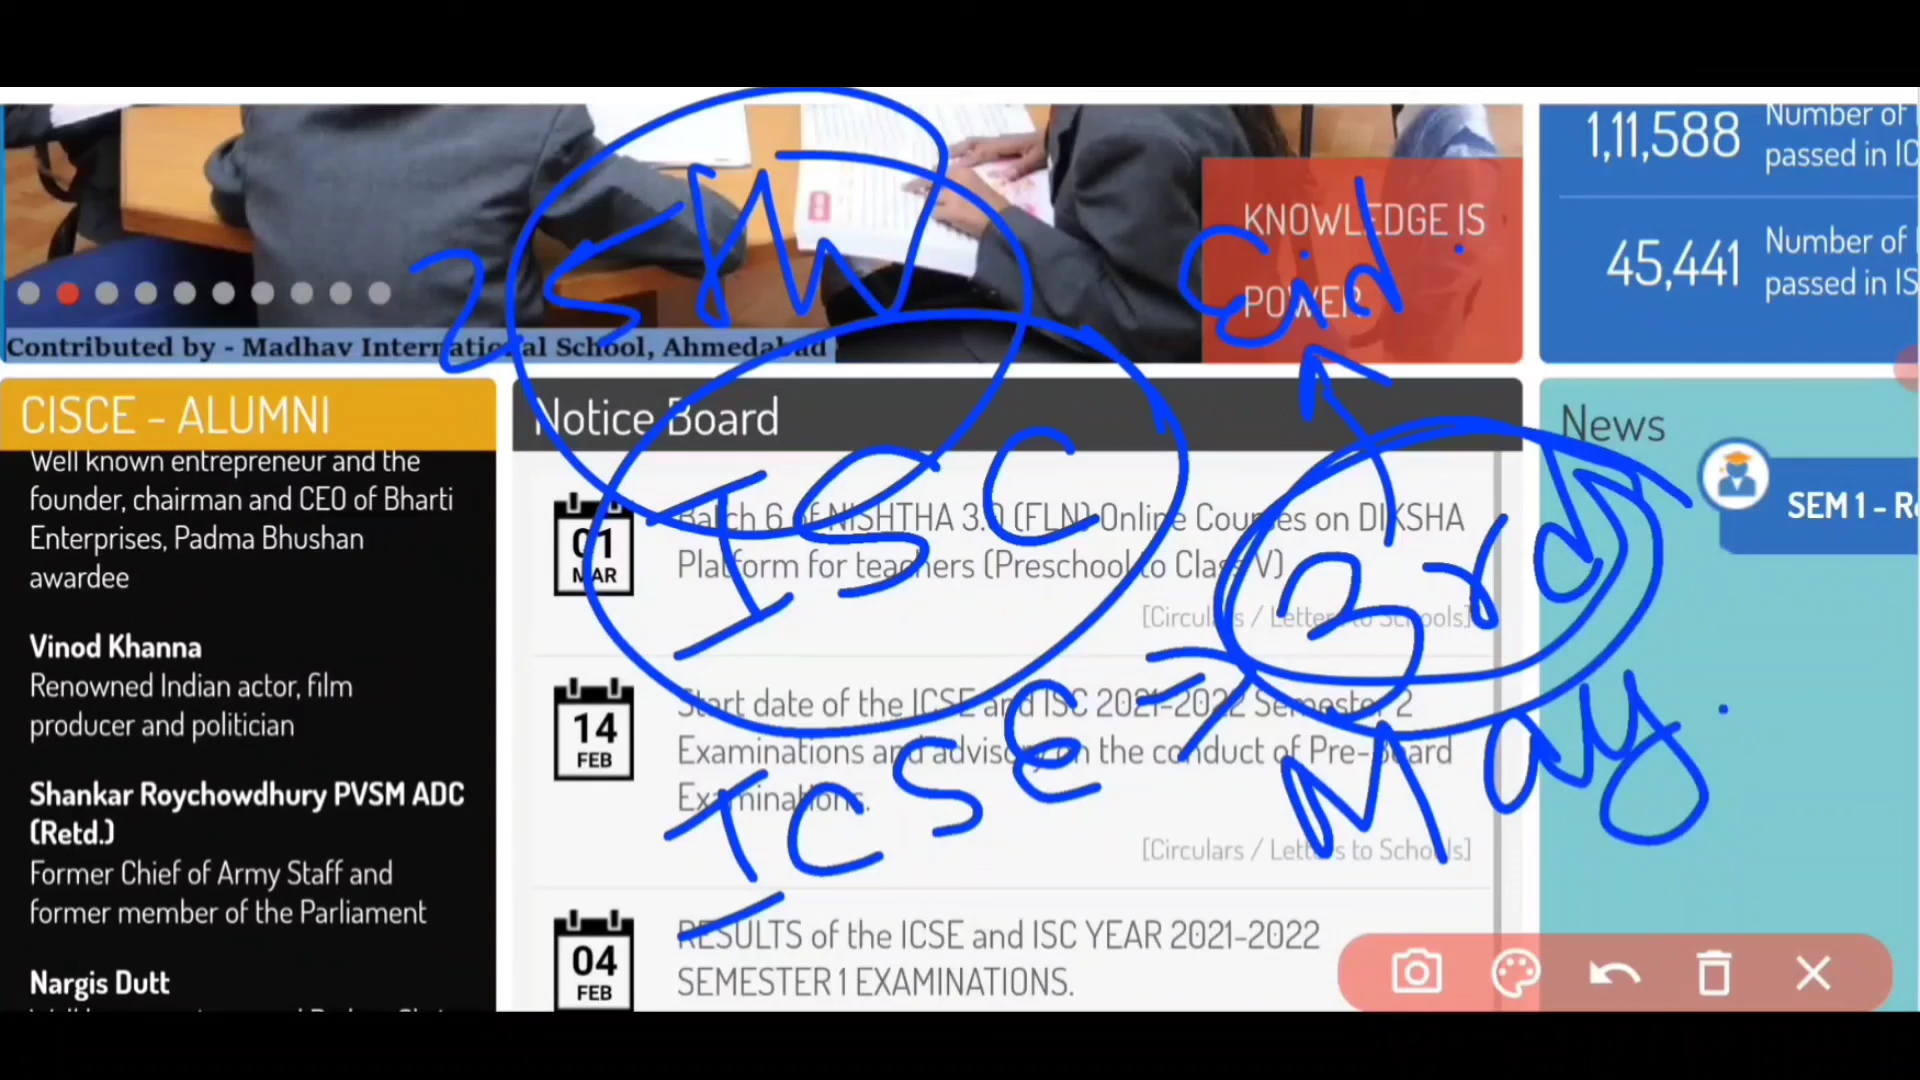 1,11,588
Number of
passed in IC
45,441
Number of
passed in IS
KNOWLEDGE IS
POWER
Eid.
Contributed by - Madhav International School, Ahmedabad
CISCE - ALUMNI
Well known entrepreneur and the
founder, chairman and CEO of Bharti
Enterprises, Padma Bhushan
awardee
Vinod Khanna
Renowned Indian actor, film
producer and politician
Shankar Roychowdhury PVSM ADC
(Retd.)
Former Chief of Army Staff and
former member of the Parliament
Nargis Dutt
Notice Board
01
MAR
Batch 6 of NISHTHA 3.0 (FLN) Online Courses on DIKSHA
Platform for teachers (Preschool to Class V)
[Circulars / Letters to Schools]
ISC
3rd
May.
14
FEB
Start date of the ICSE and ISC 2021-2022 Semester 2
Examinations and advisory on the conduct of Pre-Board
Examinations.
[Circulars / Letters to Schools]
ICSE
04
FEB
RESULTS of the ICSE and ISC YEAR 2021-2022
SEMESTER 1 EXAMINATIONS.
News
SEM 1 - Re